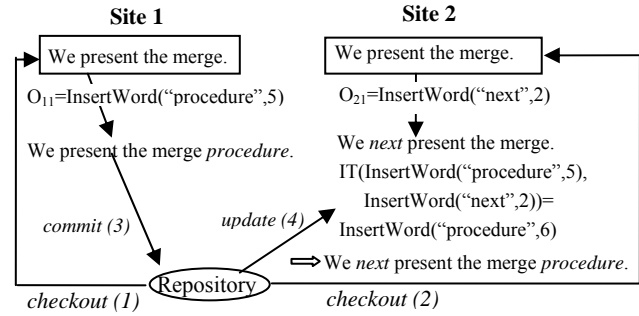 Site 1
We present the merge.
O11=InsertWord(“procedure”,5)
We present the merge procedure.
commit (3)
Site 2
We present the merge.
O21=InsertWord(“next”,2)
We next present the merge.
IT(InsertWord(“procedure”,5),
InsertWord(“next”,2))=
InsertWord(“procedure”,6)
update (4)
⇒ We next present the merge procedure.
Repository
checkout (1)
checkout (2)